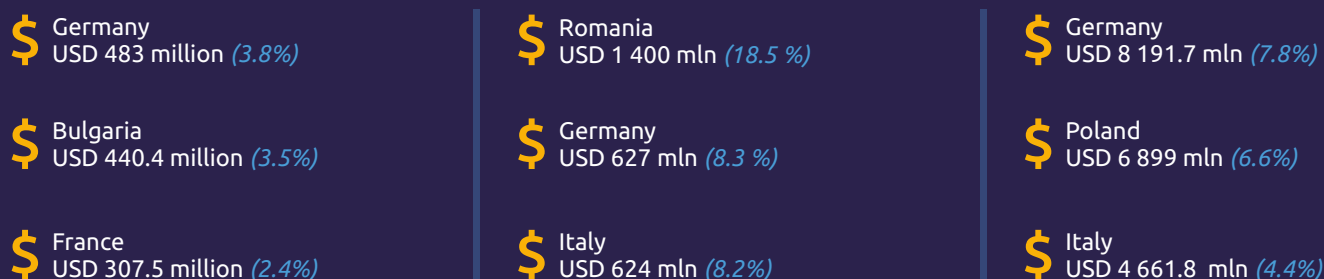 Germany
USD 483 million (3.8%)
Bulgaria
USD 440.4 million (3.5%)
France
USD 307.5 million (2.4%)
Romania
USD 1 400 mln (18.5 %)
Germany
USD 627 mln (8.3 %)
Italy
USD 624 mln (8.2%)
Germany
USD 8 191.7 mln (7.8%)
Poland
USD 6 899 mln (6.6%)
Italy
USD 4 661.8  mln (4.4%)